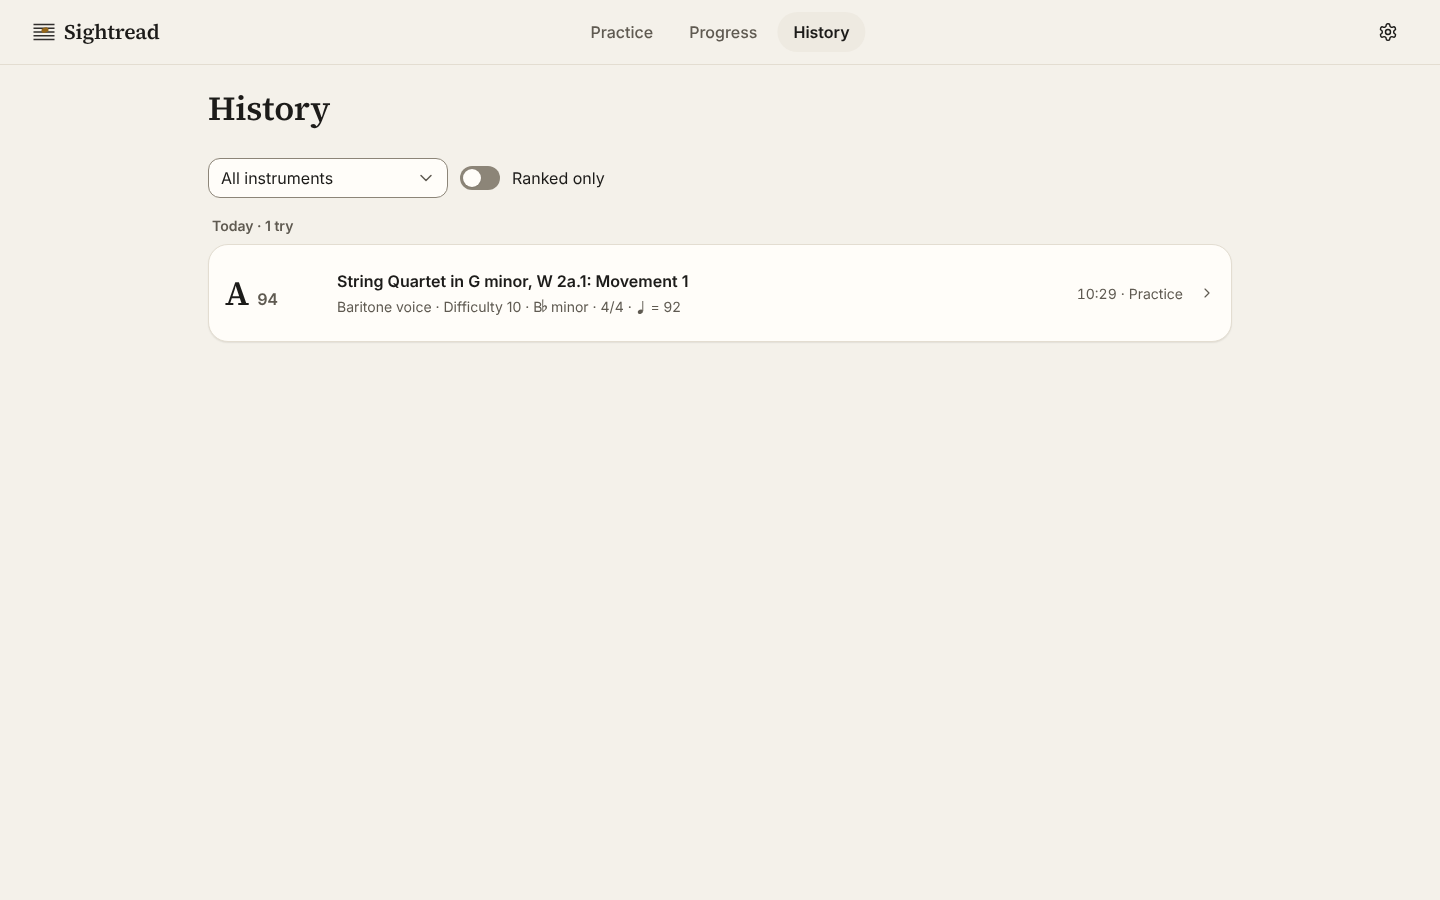 Sightread
Practice
Progress
History
History
All instruments
Ranked only
Today · 1 try
A 94
String Quartet in G minor, W 2a.1: Movement 1
Baritone voice · Difficulty 10 · B♭ minor · 4/4 · ♩ = 92
10:29 · Practice